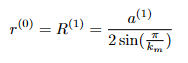 r^{(0)} = R^{(1)} = \frac{a^{(1)}}{2 \sin(\frac{\pi}{k_m})}